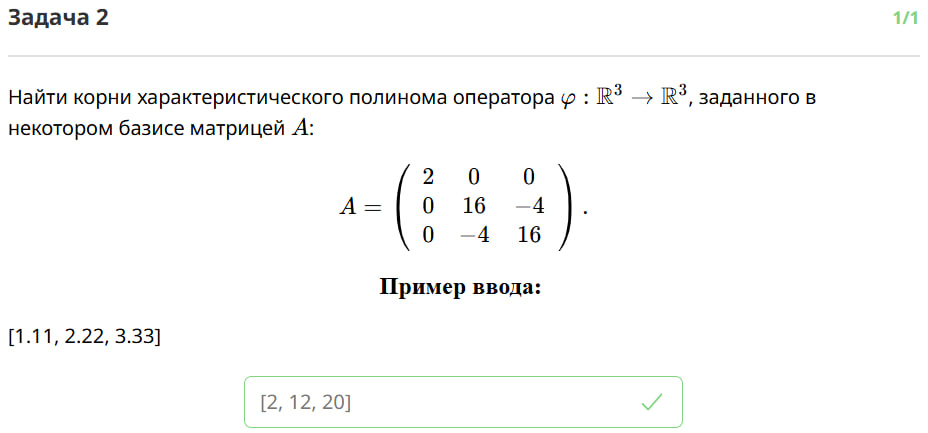 Задача 2
1/1
Найти корни характеристического полинома оператора φ : ℝ³ → ℝ³, заданного в
некотором базисе матрицей A:
A = ( 2 0 0
0 16 −4
0 −4 16 ) .
Пример ввода:
[1.11, 2.22, 3.33]
[2, 12, 20]